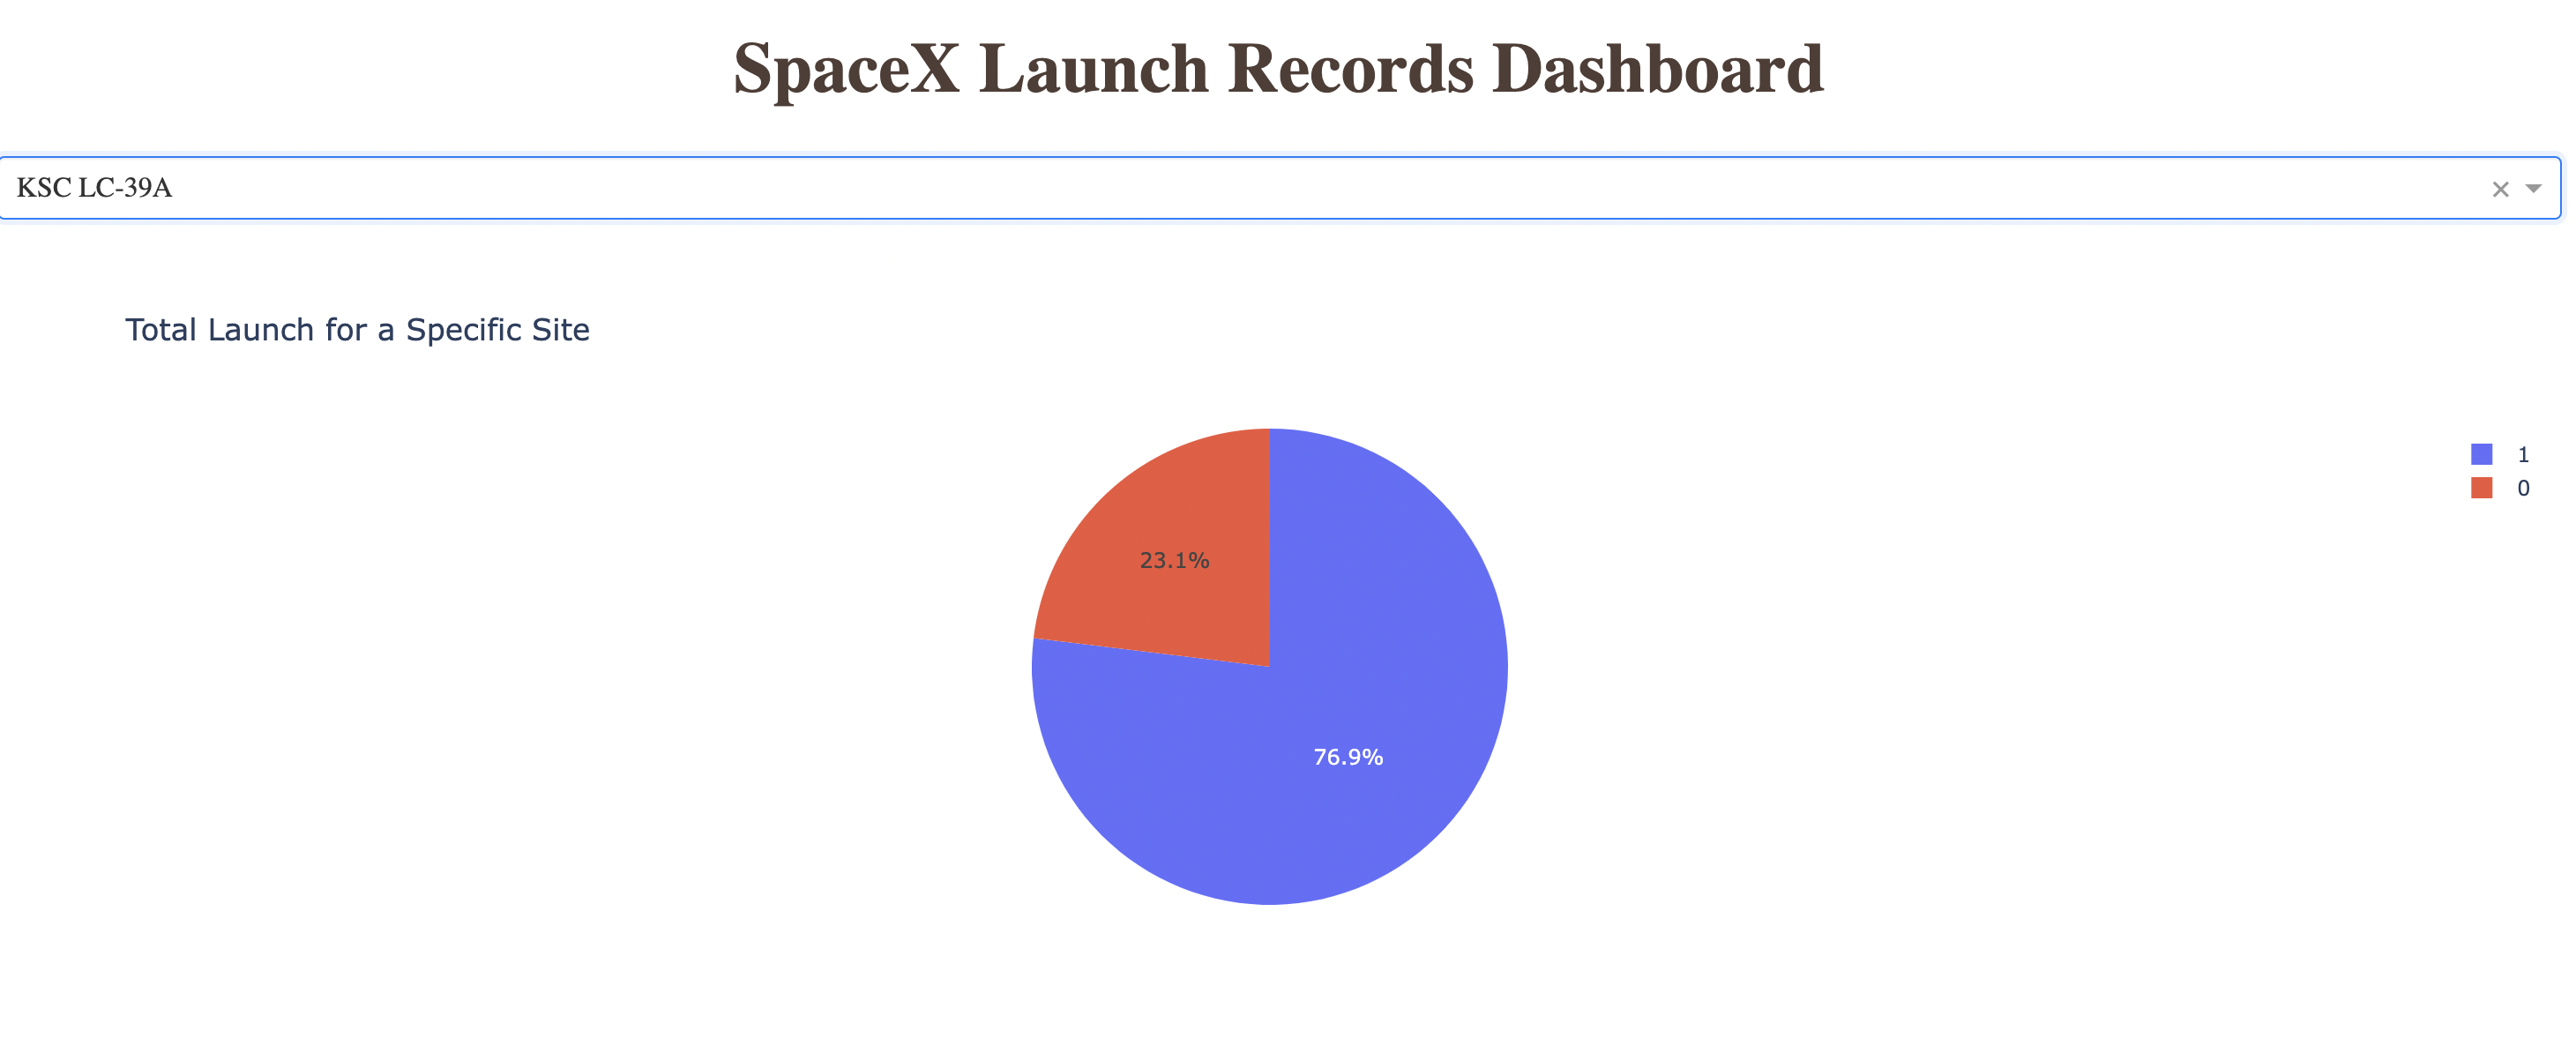 SpaceX Launch Records Dashboard
KSC LC-39A
Total Launch for a Specific Site
1
0
23.1%
76.9%